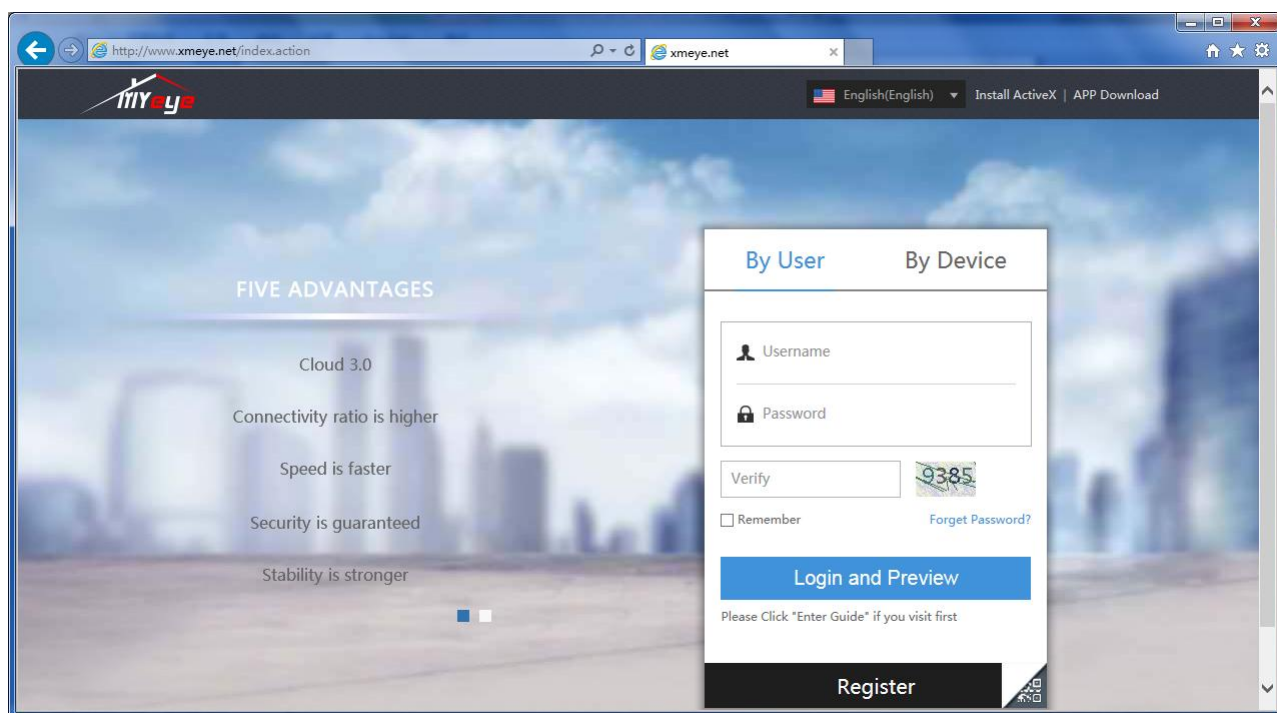 http://www.xmeye.net/index.action
xmeye.net
MYeye
English(English)
Install ActiveX | APP Download
FIVE ADVANTAGES
Cloud 3.0
Connectivity ratio is higher
Speed is faster
Security is guaranteed
Stability is stronger
By User
By Device
Username
Password
Verify
9385
Remember
Forget Password?
Login and Preview
Please Click "Enter Guide" if you visit first
Register